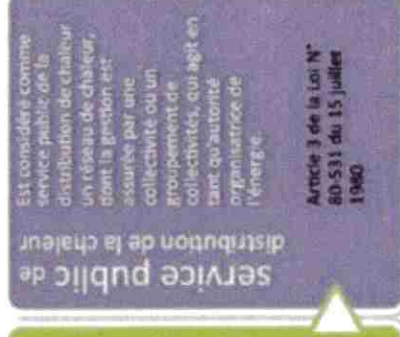 service public de
distribution de la chaleur
Est considéré comme
service public de la
distribution de chaleur
un réseau de chaleur,
dont la gestion est
assurée par une
collectivité ou un
groupement de
collectivités, qui agit en
tant qu'autorité
organisatrice de
l'énergie.
Article 3 de la Loi N°
80-531 du 15 juillet
1980